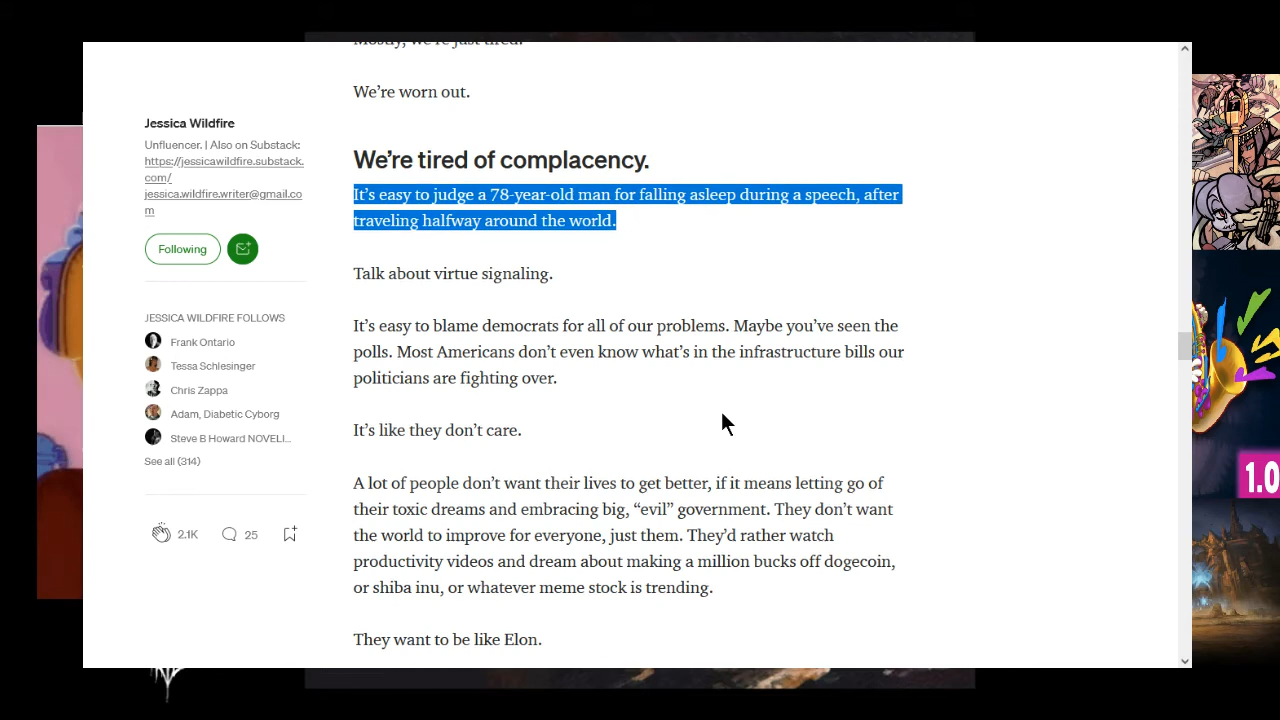 Mostly, we're just tired.
We're worn out.
Jessica Wildfire
Unfluencer. | Also on Substack:
https://jessicawildfire.substack.
com/
jessica.wildfire.writer@gmail.co
m
Following
JESSICA WILDFIRE FOLLOWS
Frank Ontario
Tessa Schlesinger
Chris Zappa
Adam, Diabetic Cyborg
Steve B Howard NOVELI...
See all (314)
2.1K
25
We're tired of complacency.
It's easy to judge a 78-year-old man for falling asleep during a speech, after
traveling halfway around the world.
Talk about virtue signaling.
It's easy to blame democrats for all of our problems. Maybe you've seen the
polls. Most Americans don't even know what's in the infrastructure bills our
politicians are fighting over.
It's like they don't care.
A lot of people don't want their lives to get better, if it means letting go of
their toxic dreams and embracing big, “evil” government. They don't want
the world to improve for everyone, just them. They'd rather watch
productivity videos and dream about making a million bucks off dogecoin,
or shiba inu, or whatever meme stock is trending.
They want to be like Elon.
1.0